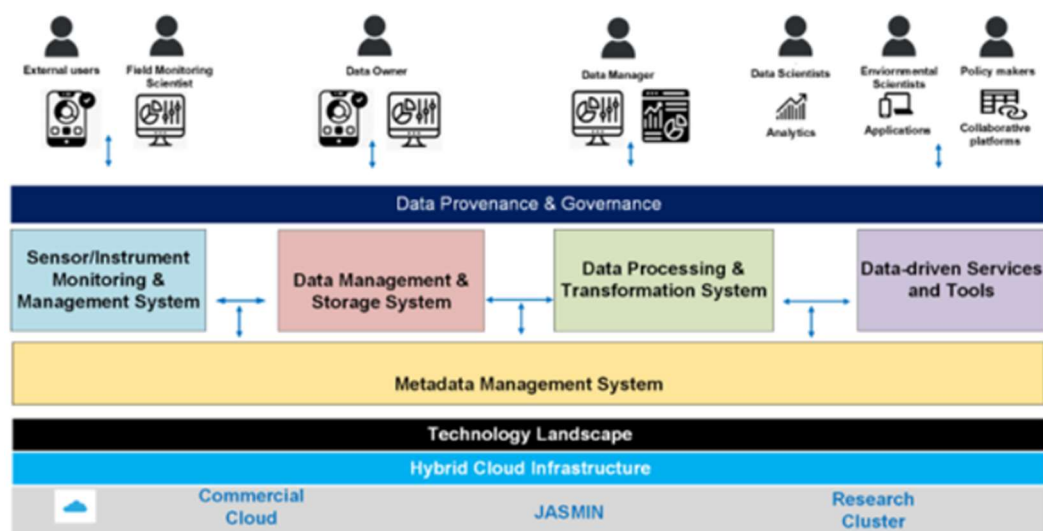 External users
Field Monitoring
Scientist
Data Owner
Data Manager
Data Scientists
Enviornmental
Scientists
Policy makers
Analytics
Applications
Collaborative
platforms
Data Provenance & Governance
Sensor/Instrument
Monitoring &
Management System
Data Management &
Storage System
Data Processing &
Transformation System
Data-driven Services
and Tools
Metadata Management System
Technology Landscape
Hybrid Cloud Infrastructure
Commercial
Cloud
JASMIN
Research
Cluster